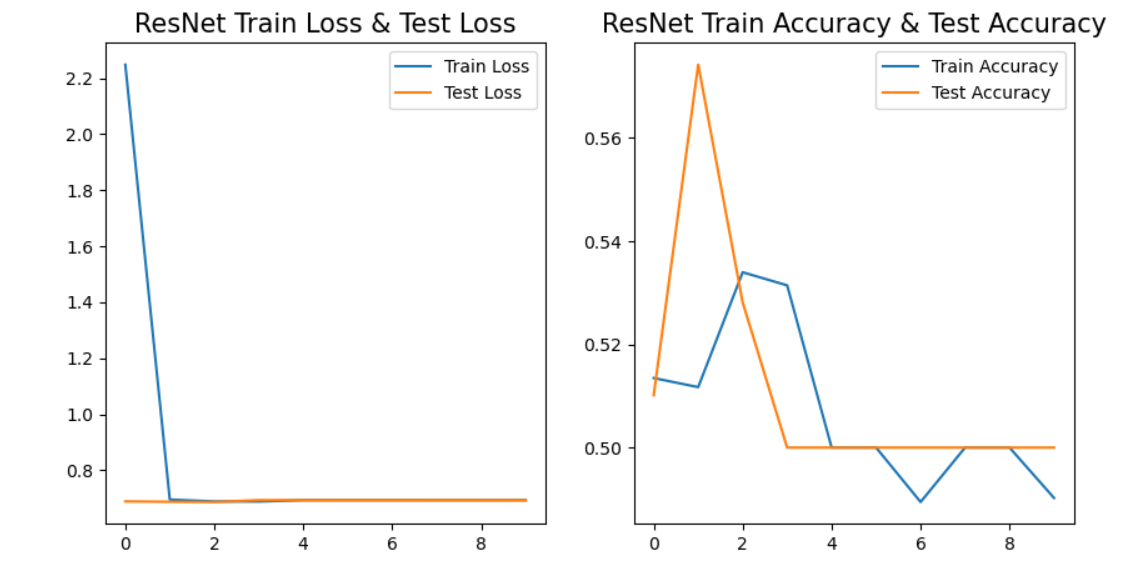 ResNet Train Loss & Test Loss
Train Loss
Test Loss
2.2
2.0
1.8
1.6
1.4
1.2
1.0
0.8
0 2 4 6 8
ResNet Train Accuracy & Test Accuracy
Train Accuracy
Test Accuracy
0.56
0.54
0.52
0.50
0 2 4 6 8